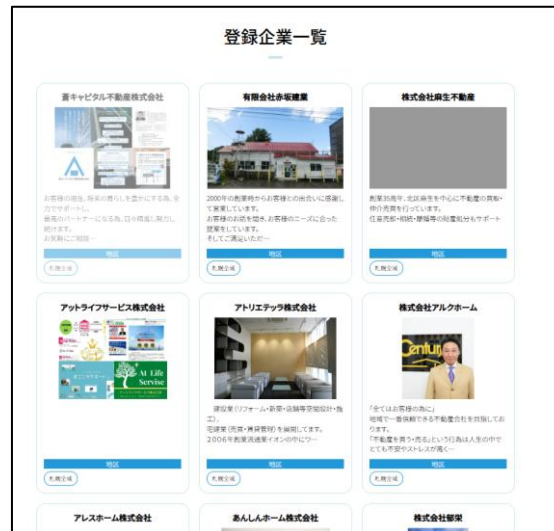 登録企業一覧
蒼キャピタル不動産株式会社
お客様の現在、将来の暮らしを豊かにする為、全
力でサポートし、
最高のパートナーになる為、日々精進し努力し
続けます。
お気軽にご相談…
地区
札幌全域
有限会社赤坂建業
2000年の創業時からお客様との出会いに感謝し
て営業しています。
お客様のお話を聞き、お客様のニーズに合った
提案をしています。
そしてご満足いただ…
地区
札幌全域
株式会社麻生不動産
創業35周年、北区麻生を中心に不動産の買取・
仲介売買を行っています。
任意売却・相続・離婚等の財産処分もサポート
地区
札幌全域
アットライフサービス株式会社
At Life
Servise
地区
札幌全域
アトリエテッラ株式会社
建設業（リフォーム・新築・店舗等空間設計・施
工）、
宅建業（売買・賃貸管理）を展開してます。
２００６年創業流通業イオンの中にワ…
地区
札幌全域
株式会社アルクホーム
Centur
「全てはお客様の為に」
地域で一番信頼できる不動産会社を目指してお
ります。
「不動産を買う・売る」という行為は人生の中で
とても不安やストレスが高く…
地区
札幌全域
アレスホーム株式会社
あんしんホーム株式会社
株式会社郁栄